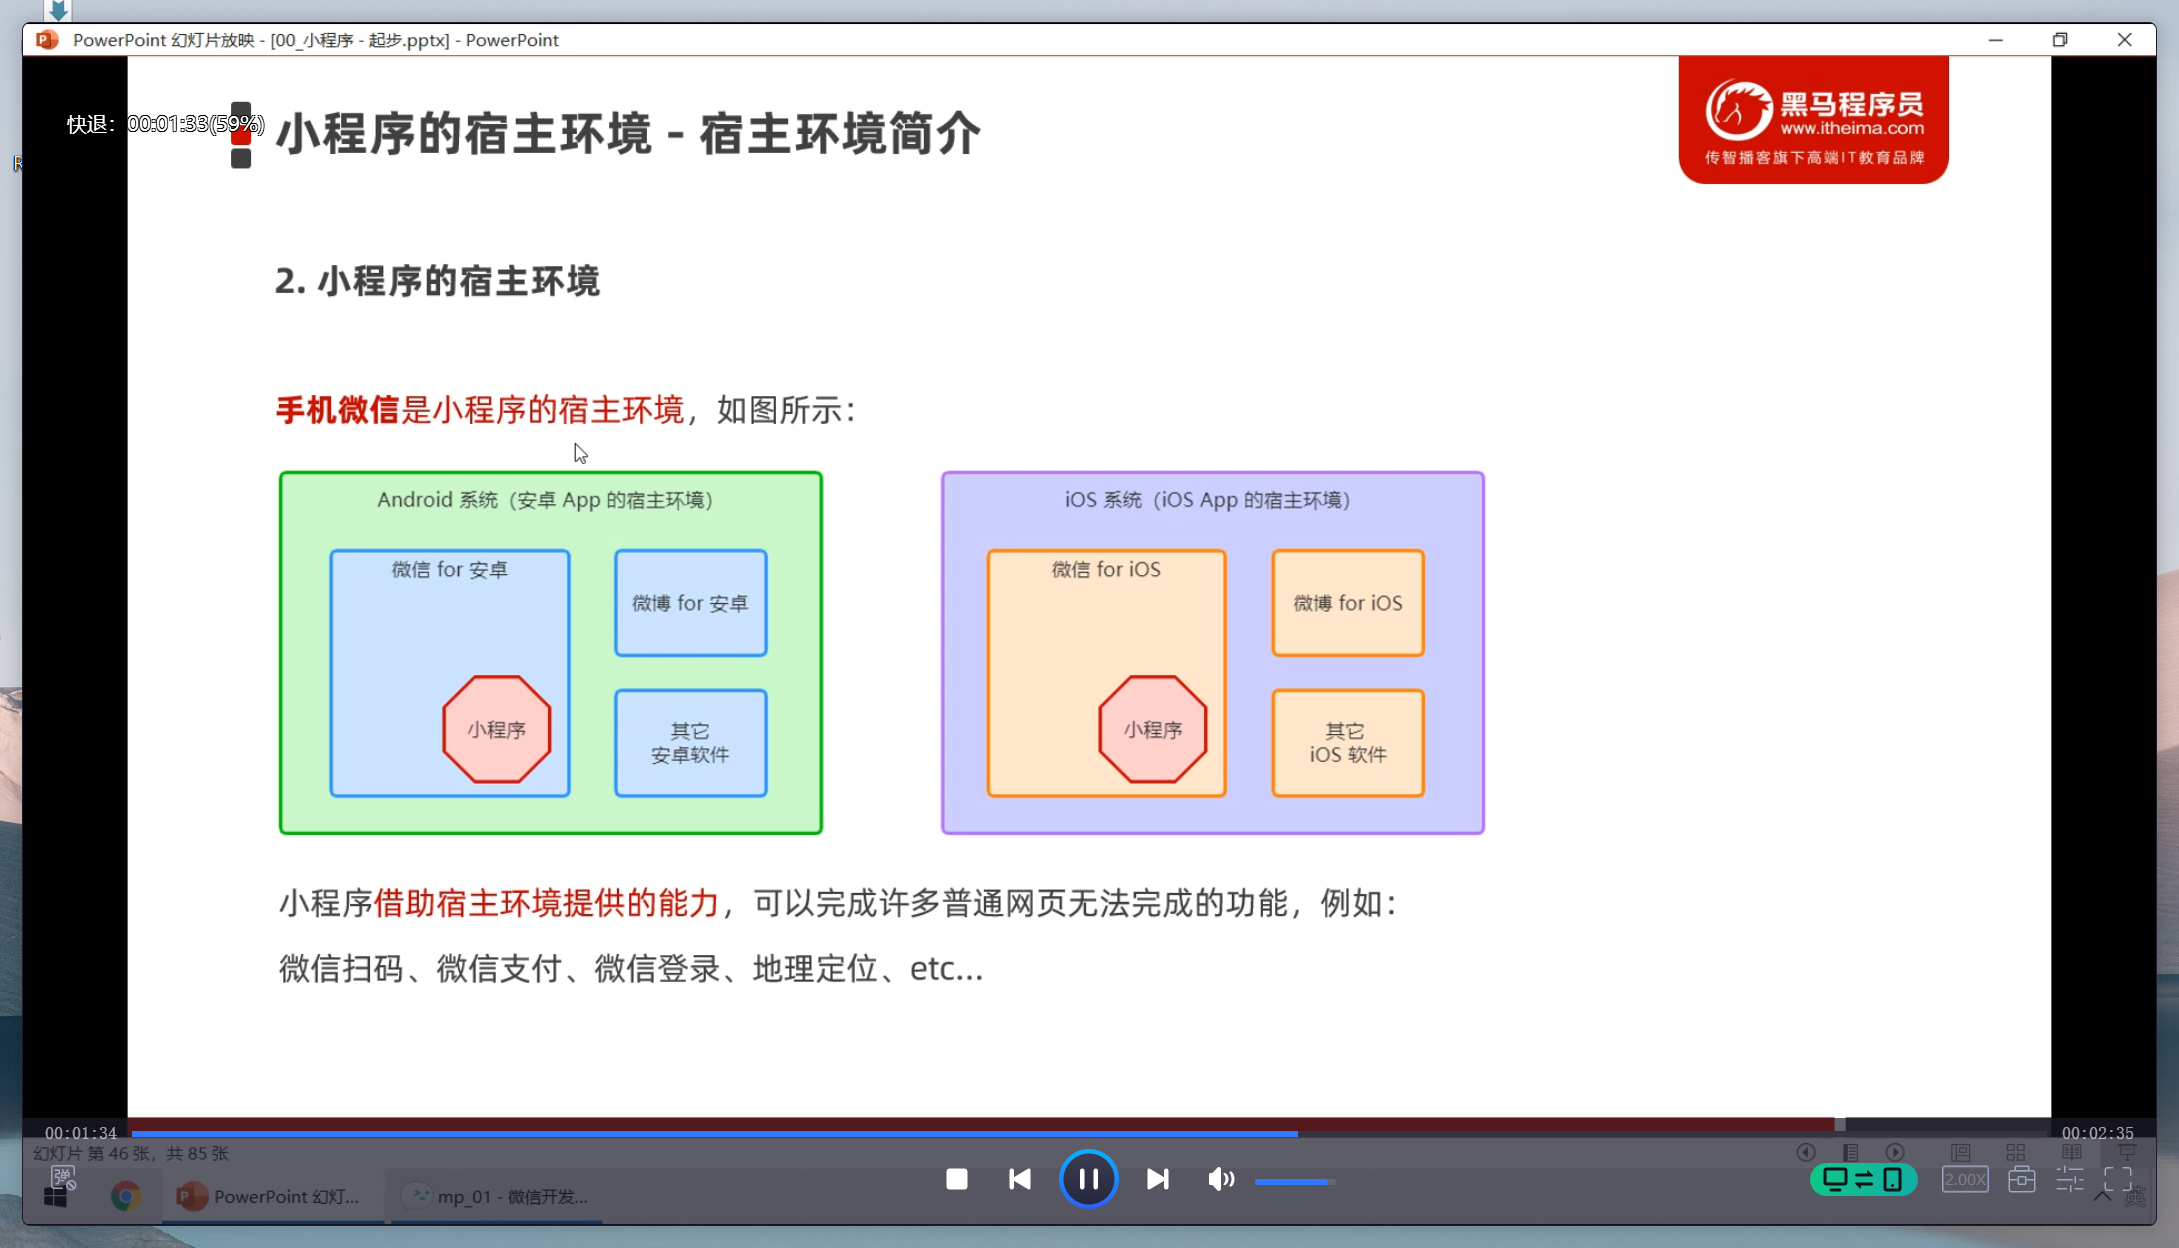 PowerPoint 幻灯片放映 - [00_小程序 - 起步.pptx] - PowerPoint
快退：00:01:33(59%)
小程序的宿主环境 - 宿主环境简介
黑马程序员
www.itheima.com
传智播客旗下高端IT教育品牌
2. 小程序的宿主环境
手机微信是小程序的宿主环境，如图所示：
Android 系统（安卓 App 的宿主环境）
微信 for 安卓
微博 for 安卓
小程序
其它
安卓软件
iOS 系统（iOS App 的宿主环境）
微信 for iOS
微博 for iOS
小程序
其它
iOS 软件
小程序借助宿主环境提供的能力，可以完成许多普通网页无法完成的功能，例如：
微信扫码、微信支付、微信登录、地理定位、etc...
00:01:34
00:02:35
幻灯片 第 46 张，共 85 张
弹
2.00X
PowerPoint 幻灯...
mp_01 - 微信开发...
英